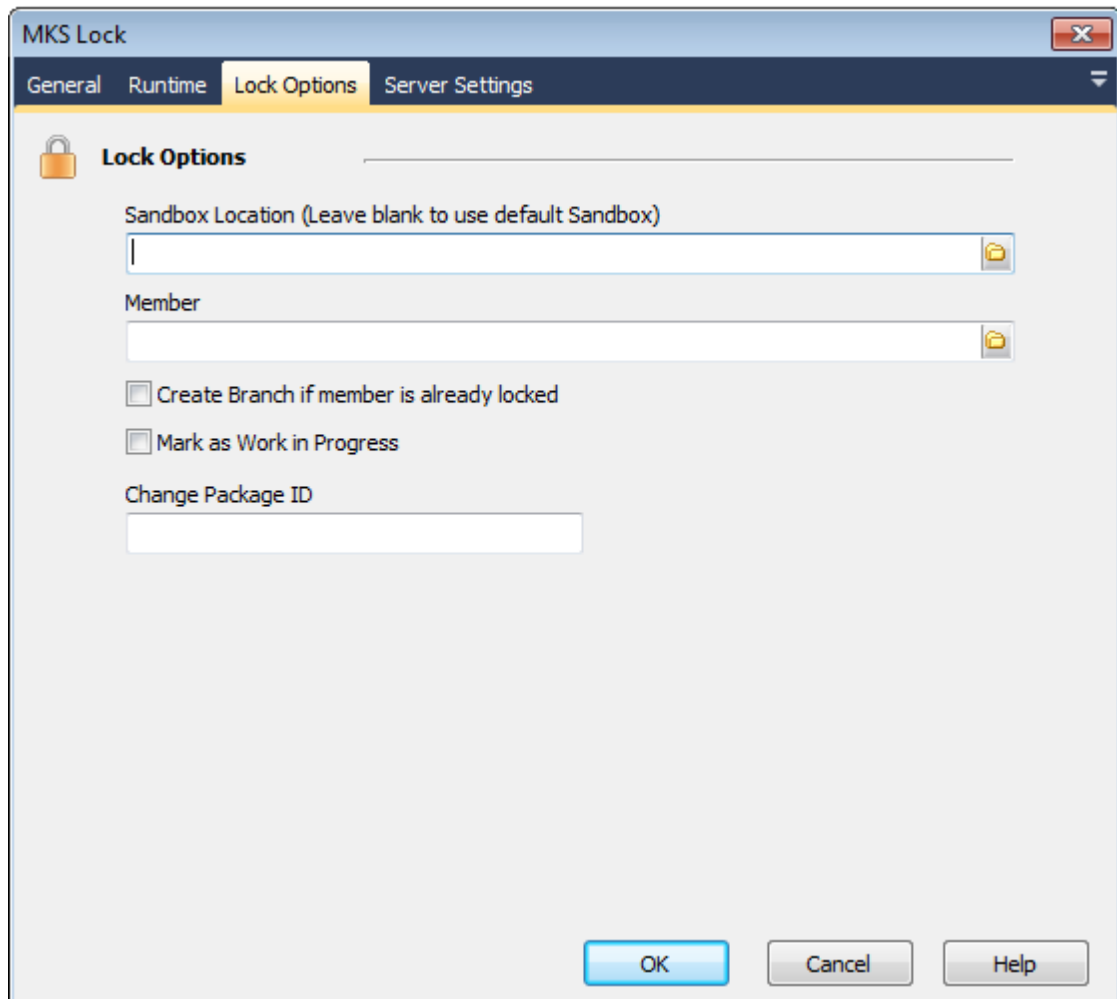 MKS Lock
General Runtime Lock Options Server Settings
Lock Options
Sandbox Location (Leave blank to use default Sandbox)
Member
Create Branch if member is already locked
Mark as Work in Progress
Change Package ID
OK Cancel Help